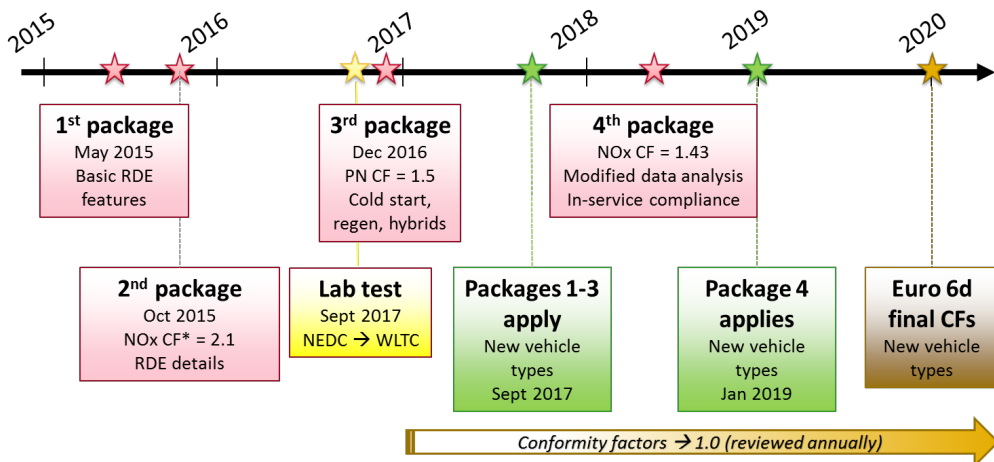 2015
2016
2017
2018
2019
2020
1st package
May 2015
Basic RDE
features
3rd package
Dec 2016
PN CF = 1.5
Cold start,
regen, hybrids
4th package
NOx CF = 1.43
Modified data analysis
In-service compliance
2nd package
Oct 2015
NOx CF* = 2.1
RDE details
Lab test
Sept 2017
NEDC → WLTC
Packages 1-3
apply
New vehicle
types
Sept 2017
Package 4
applies
New vehicle
types
Jan 2019
Euro 6d
final CFs
New vehicle
types
Conformity factors → 1.0 (reviewed annually)